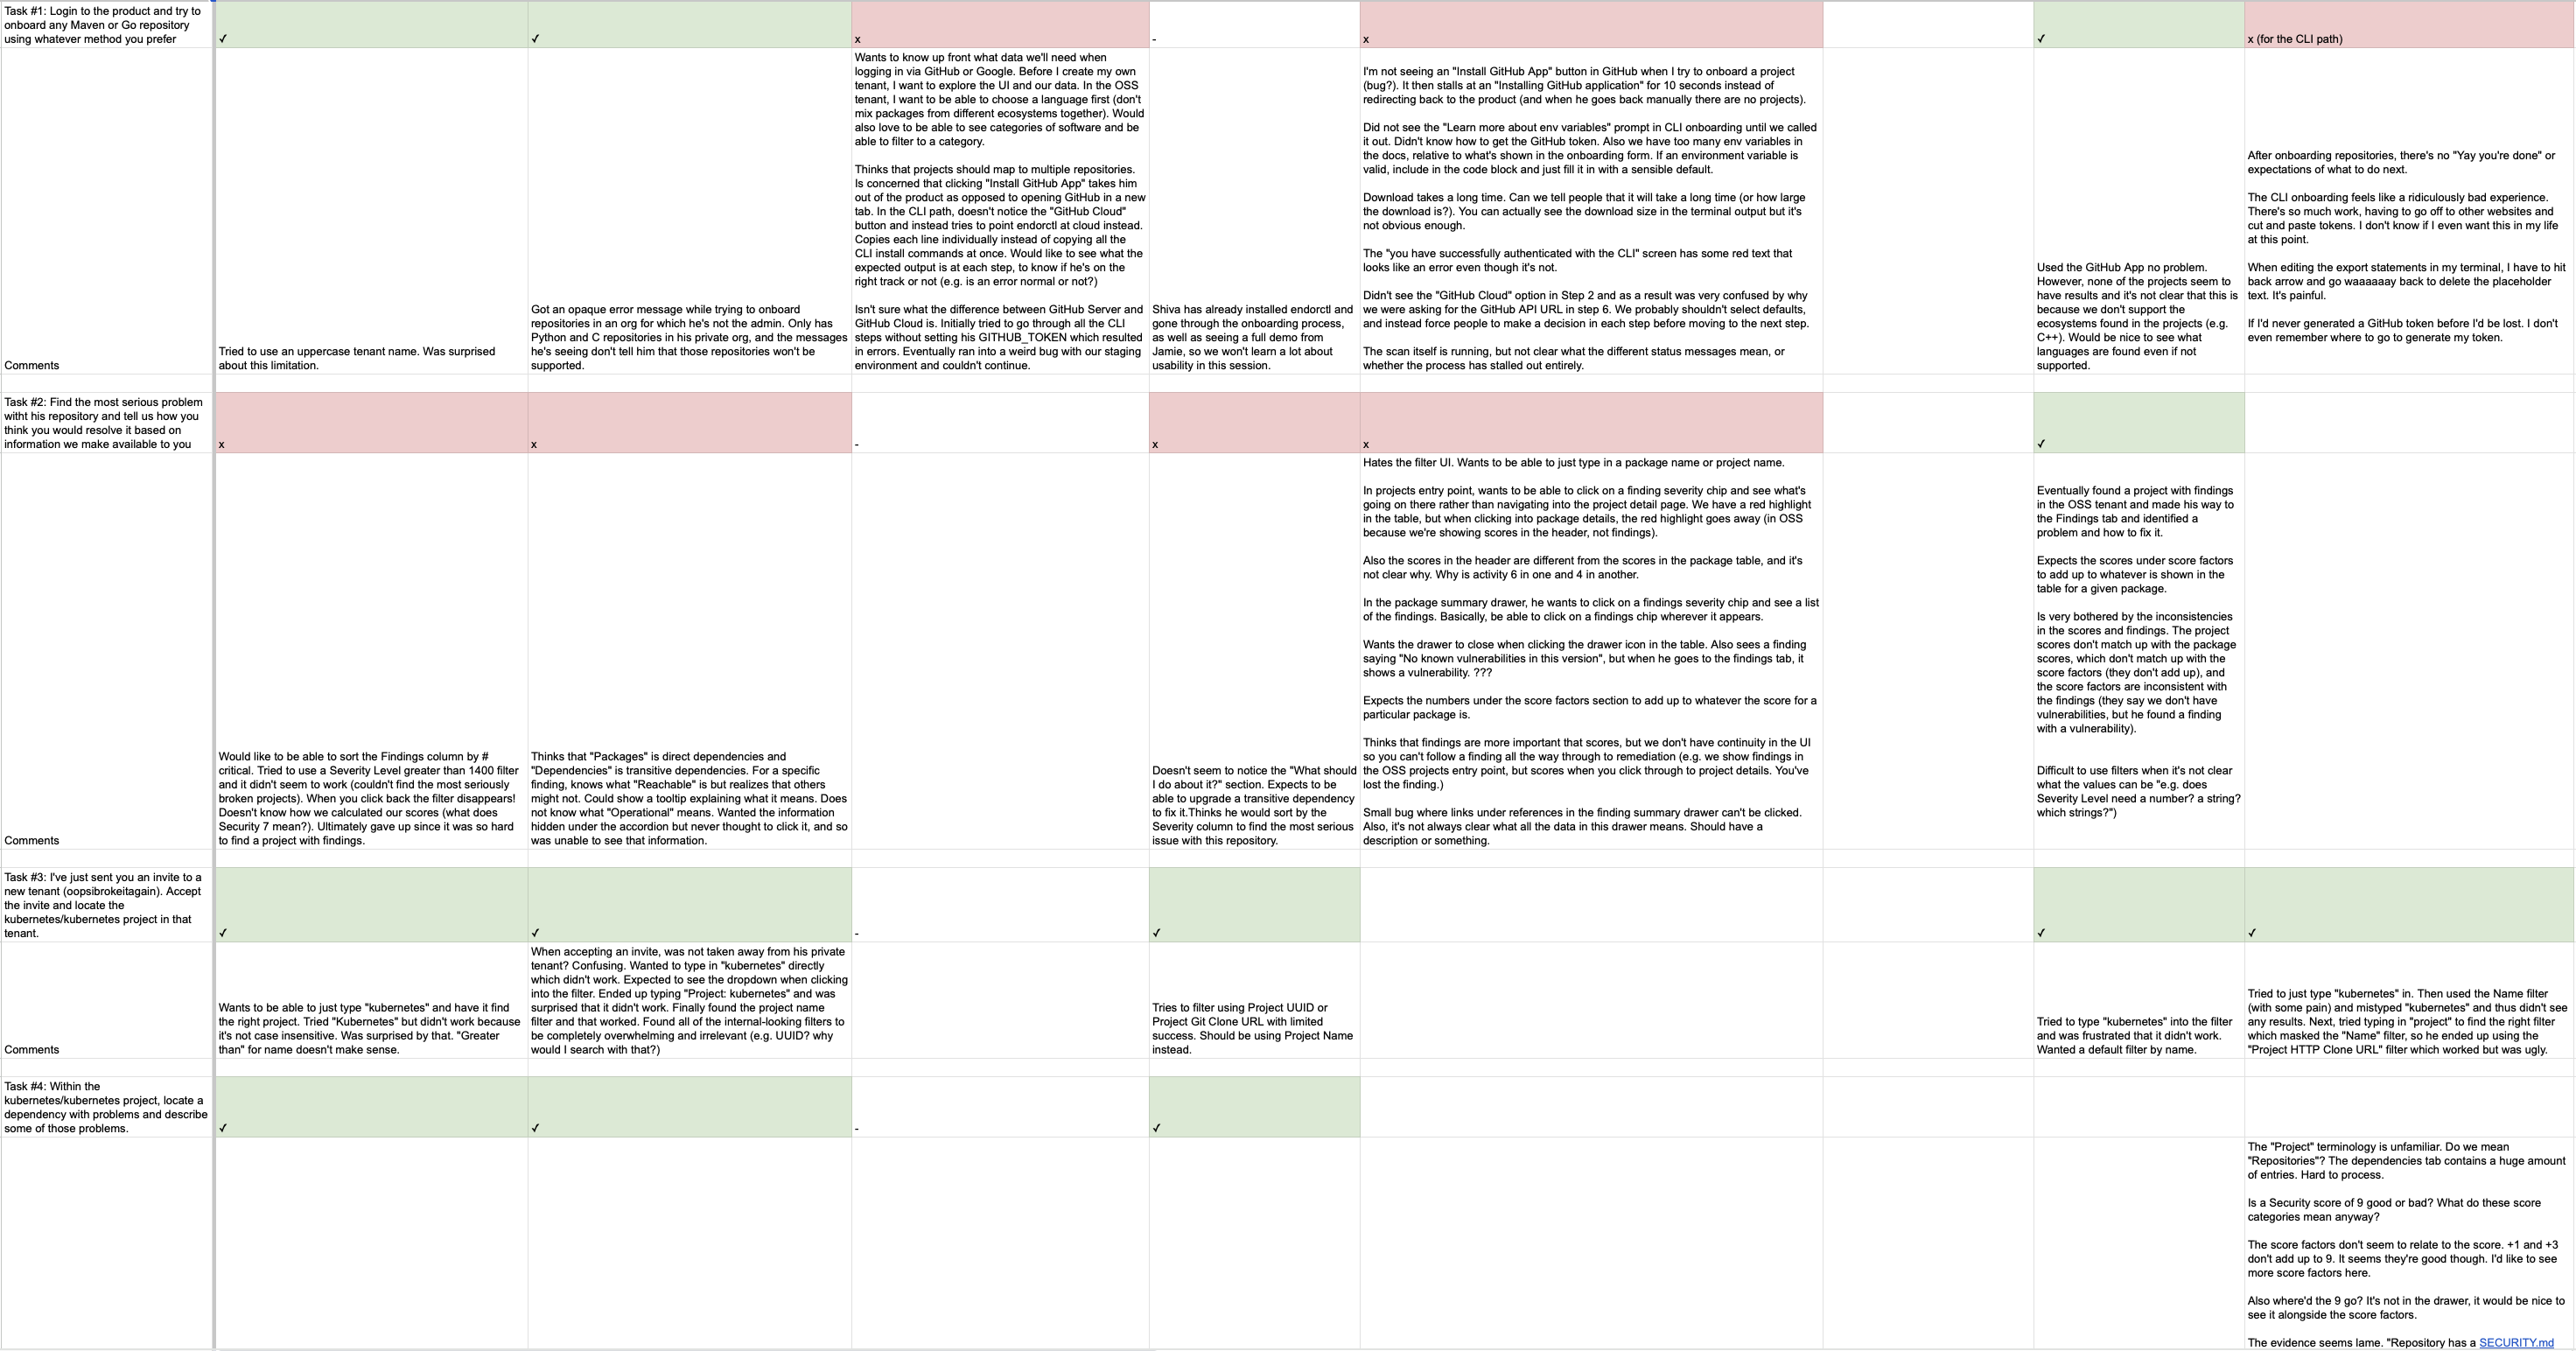 Task #1: Login to the product and try to
onboard any Maven or Go repository
using whatever method you prefer
✓
✓
x
-
x
✓
x (for the CLI path)
Comments
Tried to use an uppercase tenant name. Was surprised
about this limitation.
Got an opaque error message while trying to onboard
repositories in an org for which he's not the admin. Only has
Python and C repositories in his private org, and the messages
he's seeing don't tell him that those repositories won't be
supported.
Wants to know up front what data we'll need when
logging in via GitHub or Google. Before I create my own
tenant, I want to explore the UI and our data. In the OSS
tenant, I want to be able to choose a language first (don't
mix packages from different ecosystems together). Would
also love to be able to see categories of software and be
able to filter to a category.
Thinks that projects should map to multiple repositories.
Is concerned that clicking "Install GitHub App" takes him
out of the product as opposed to opening GitHub in a new
tab. In the CLI path, doesn't notice the "GitHub Cloud"
button and instead tries to point endorctl at cloud instead.
Copies each line individually instead of copying all the
CLI install commands at once. Would like to see what the
expected output is at each step, to know if he's on the
right track or not (e.g. is an error normal or not?)
Isn't sure what the difference between GitHub Server and
GitHub Cloud is. Initially tried to go through all the CLI
steps without setting his GITHUB_TOKEN which resulted
in errors. Eventually ran into a weird bug with our staging
environment and couldn't continue.
Shiva has already installed endorctl and
gone through the onboarding process,
as well as seeing a full demo from
Jamie, so we won't learn a lot about
usability in this session.
I'm not seeing an "Install GitHub App" button in GitHub when I try to onboard a project
(bug?). It then stalls at an "Installing GitHub application" for 10 seconds instead of
redirecting back to the product (and when he goes back manually there are no projects).
Did not see the "Learn more about env variables" prompt in CLI onboarding until we called
it out. Didn't know how to get the GitHub token. Also we have too many env variables in
the docs, relative to what's shown in the onboarding form. If an environment variable is
valid, include in the code block and just fill it in with a sensible default.
Download takes a long time. Can we tell people that it will take a long time (or how large
the download is?). You can actually see the download size in the terminal output but it's
not obvious enough.
The "you have successfully authenticated with the CLI" screen has some red text that
looks like an error even though it's not.
Didn't see the "GitHub Cloud" option in Step 2 and as a result was very confused by why
we were asking for the GitHub API URL in step 6. We probably shouldn't select defaults,
and instead force people to make a decision in each step before moving to the next step.
The scan itself is running, but not clear what the different status messages mean, or
whether the process has stalled out entirely.
Used the GitHub App no problem.
However, none of the projects seem to
have results and it's not clear that this is
because we don't support the
ecosystems found in the projects (e.g.
C++). Would be nice to see what
languages are found even if not
supported.
After onboarding repositories, there's no "Yay you're done" or
expectations of what to do next.
The CLI onboarding feels like a ridiculously bad experience.
There's so much work, having to go off to other websites and
cut and paste tokens. I don't know if I even want this in my life
at this point.
When editing the export statements in my terminal, I have to hit
back arrow and go waaaaaay back to delete the placeholder
text. It's painful.
If I'd never generated a GitHub token before I'd be lost. I don't
even remember where to go to generate my token.
Task #2: Find the most serious problem
witht his repository and tell us how you
think you would resolve it based on
information we make available to you
x
x
-
x
x
✓
Comments
Would like to be able to sort the Findings column by #
critical. Tried to use a Severity Level greater than 1400 filter
and it didn't seem to work (couldn't find the most seriously
broken projects). When you click back the filter disappears!
Doesn't know how we calculated our scores (what does
Security 7 mean?). Ultimately gave up since it was so hard
to find a project with findings.
Thinks that "Packages" is direct dependencies and
"Dependencies" is transitive dependencies. For a specific
finding, knows what "Reachable" is but realizes that others
might not. Could show a tooltip explaining what it means. Does
not know what "Operational" means. Wanted the information
hidden under the accordion but never thought to click it, and so
was unable to see that information.
Doesn't seem to notice the "What should
I do about it?" section. Expects to be
able to upgrade a transitive dependency
to fix it.Thinks he would sort by the
Severity column to find the most serious
issue with this repository.
Hates the filter UI. Wants to be able to just type in a package name or project name.
In projects entry point, wants to be able to click on a finding severity chip and see what's
going on there rather than navigating into the project detail page. We have a red highlight
in the table, but when clicking into package details, the red highlight goes away (in OSS
because we're showing scores in the header, not findings).
Also the scores in the header are different from the scores in the package table, and it's
not clear why. Why is activity 6 in one and 4 in another.
In the package summary drawer, he wants to click on a findings severity chip and see a list
of the findings. Basically, be able to click on a findings chip wherever it appears.
Wants the drawer to close when clicking the drawer icon in the table. Also sees a finding
saying "No known vulnerabilities in this version", but when he goes to the findings tab, it
shows a vulnerability. ???
Expects the numbers under the score factors section to add up to whatever the score for a
particular package is.
Thinks that findings are more important that scores, but we don't have continuity in the UI
so you can't follow a finding all the way through to remediation (e.g. we show findings in
the OSS projects entry point, but scores when you click through to project details. You've
lost the finding.)
Small bug where links under references in the finding summary drawer can't be clicked.
Also, it's not always clear what all the data in this drawer means. Should have a
description or something.
Eventually found a project with findings
in the OSS tenant and made his way to
the Findings tab and identified a
problem and how to fix it.
Expects the scores under score factors
to add up to whatever is shown in the
table for a given package.
Is very bothered by the inconsistencies
in the scores and findings. The project
scores don't match up with the package
scores, which don't match up with the
score factors (they don't add up), and
the score factors are inconsistent with
the findings (they say we don't have
vulnerabilities, but he found a finding
with a vulnerability).
Difficult to use filters when it's not clear
what the values can be "e.g. does
Severity Level need a number? a string?
which strings?")
Task #3: I've just sent you an invite to a
new tenant (oopsibrokeitagain). Accept
the invite and locate the
kubernetes/kubernetes project in that
tenant.
✓
✓
-
✓
✓
✓
Comments
Wants to be able to just type "kubernetes" and have it find
the right project. Tried "Kubernetes" but didn't work because
it's not case insensitive. Was surprised by that. "Greater
than" for name doesn't make sense.
When accepting an invite, was not taken away from his private
tenant? Confusing. Wanted to type in "kubernetes" directly
which didn't work. Expected to see the dropdown when clicking
into the filter. Ended up typing "Project: kubernetes" and was
surprised that it didn't work. Finally found the project name
filter and that worked. Found all of the internal-looking filters to
be completely overwhelming and irrelevant (e.g. UUID? why
would I search with that?)
Tries to filter using Project UUID or
Project Git Clone URL with limited
success. Should be using Project Name
instead.
Tried to type "kubernetes" into the filter
and was frustrated that it didn't work.
Wanted a default filter by name.
Tried to just type "kubernetes" in. Then used the Name filter
(with some pain) and mistyped "kubernetes" and thus didn't see
any results. Next, tried typing in "project" to find the right filter
which masked the "Name" filter, so he ended up using the
"Project HTTP Clone URL" filter which worked but was ugly.
Task #4: Within the
kubernetes/kubernetes project, locate a
dependency with problems and describe
some of those problems.
✓
✓
-
✓
The "Project" terminology is unfamiliar. Do we mean
"Repositories"? The dependencies tab contains a huge amount
of entries. Hard to process.
Is a Security score of 9 good or bad? What do these score
categories mean anyway?
The score factors don't seem to relate to the score. +1 and +3
don't add up to 9. It seems they're good though. I'd like to see
more score factors here.
Also where'd the 9 go? It's not in the drawer, it would be nice to
see it alongside the score factors.
The evidence seems lame. "Repository has a SECURITY.md